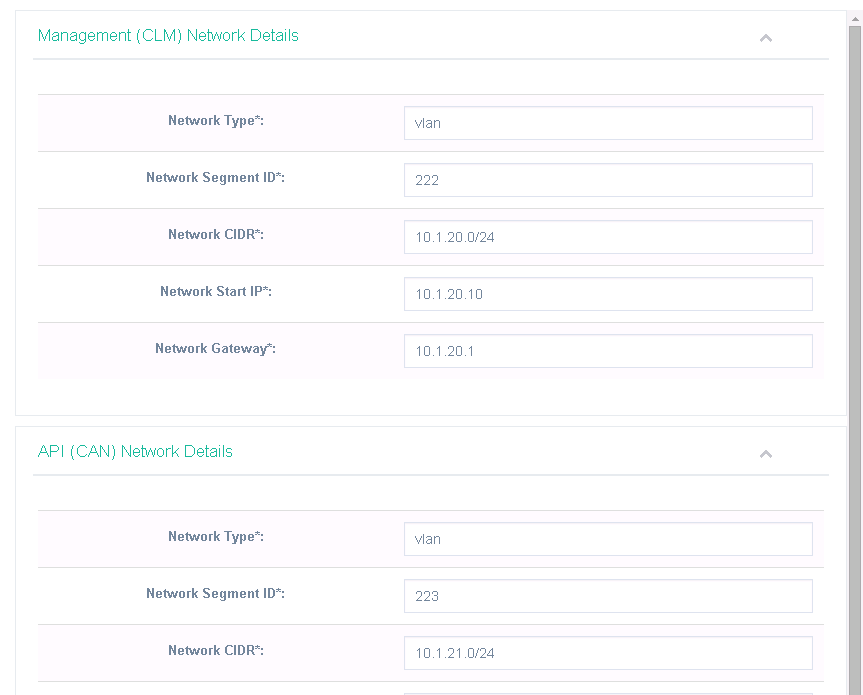 Management (CLM) Network Details
Network Type*: vlan
Network Segment ID*: 222
Network CIDR*: 10.1.20.0/24
Network Start IP*: 10.1.20.10
Network Gateway*: 10.1.20.1
API (CAN) Network Details
Network Type*: vlan
Network Segment ID*: 223
Network CIDR*: 10.1.21.0/24